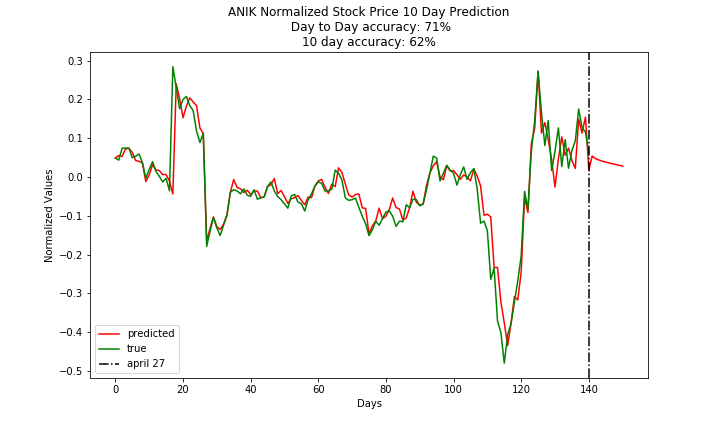 ANIK Normalized Stock Price 10 Day Prediction
Day to Day accuracy: 71%
10 day accuracy: 62%
0.3
0.2
0.1
0.0
−0.1
−0.2
−0.3
−0.4
−0.5
Normalized Values
predicted
true
april 27
0 20 40 60 80 100 120 140
Days